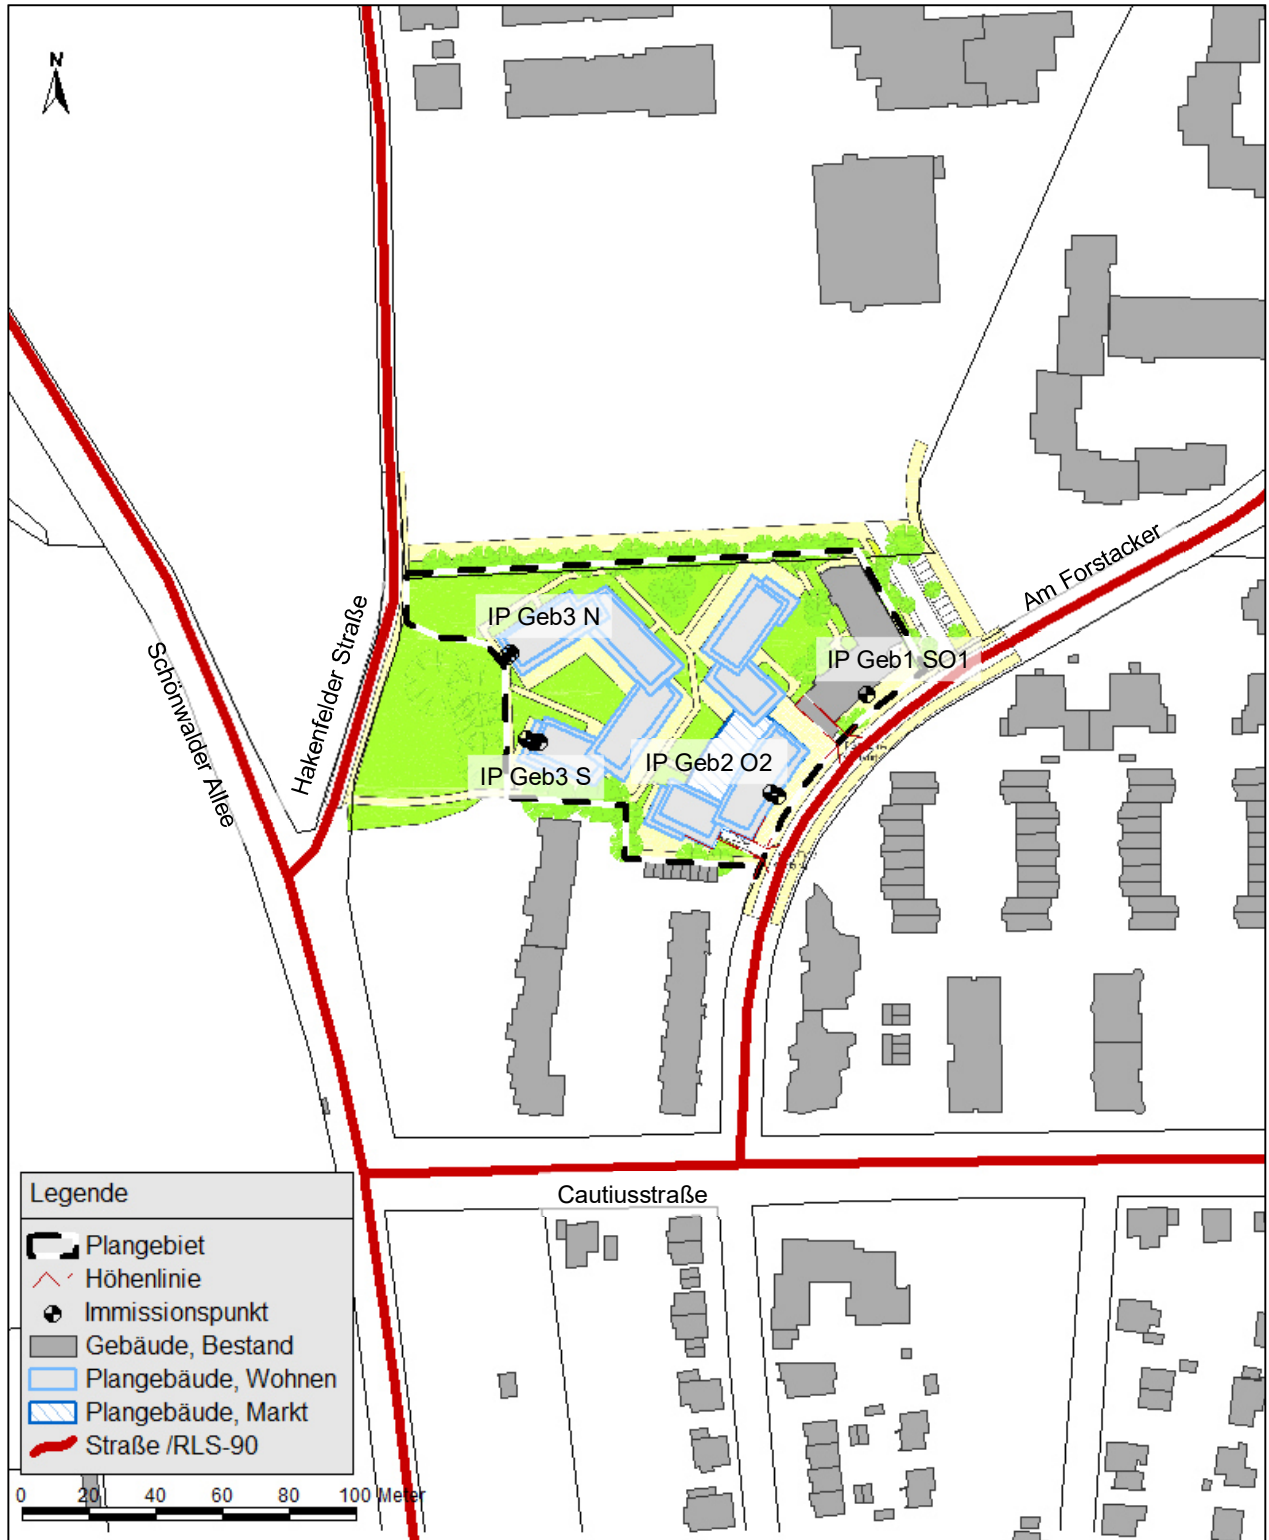 N
Am Forstacker
IP Geb3 N
IP Geb1 SO1
Hakenfelder Straße
Schönwalder Allee
IP Geb2 O2
IP Geb3 S
Cautiusstraße
Legende
Plangebiet
Höhenlinie
Immissionspunkt
Gebäude, Bestand
Plangebäude, Wohnen
Plangebäude, Markt
Straße /RLS-90
0 20 40 60 80 100 Meter